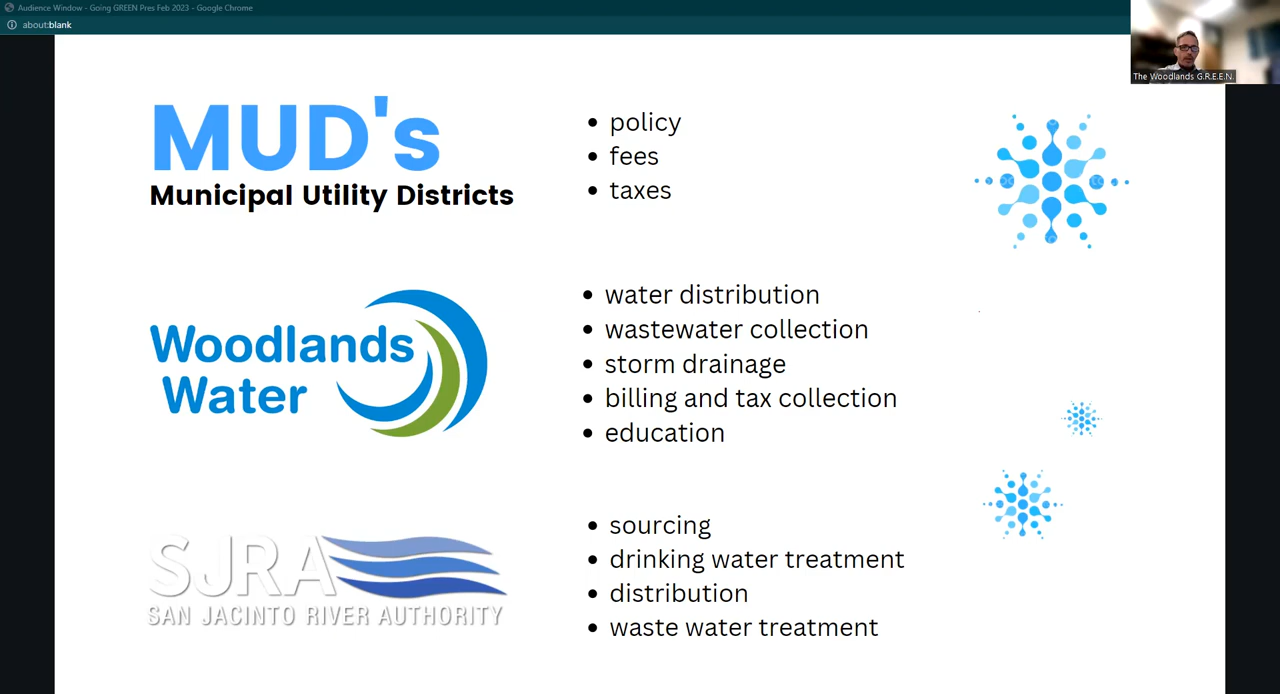 Audience Window - Going GREEN Pres Feb 2023 - Google Chrome
about:blank
The Woodlands G.R.E.E.N.
MUD's
Municipal Utility Districts
• policy
• fees
• taxes
Woodlands
Water
• water distribution
• wastewater collection
• storm drainage
• billing and tax collection
• education
SJRA
SAN JACINTO RIVER AUTHORITY
• sourcing
• drinking water treatment
• distribution
• waste water treatment